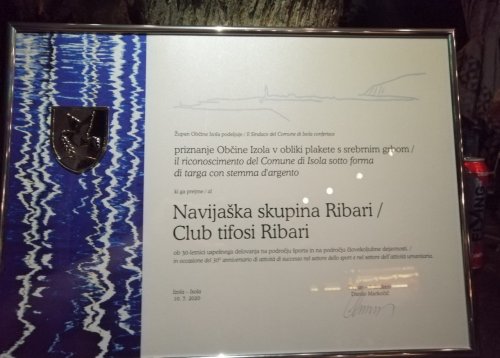 Župan Občine Izola podeljuje / Il Sindaco del Comune di Isola conferisce
priznanje Občine Izola v obliki plakete s srebrnim grbom /
il riconoscimento del Comune di Isola sotto forma
di targa con stemma d'argento
ki ga prejme / al
Navijaška skupina Ribari /
Club tifosi Ribari
ob 30-letnici uspešnega delovanja na področju športa in na področju človekoljubne dejavnosti. /
in occasione del 30° anniversario di attività di successo nel settore dello sport e nel settore dell'attività umanitaria.
Izola - Isola
10. 7. 2020
Danilo Markočič